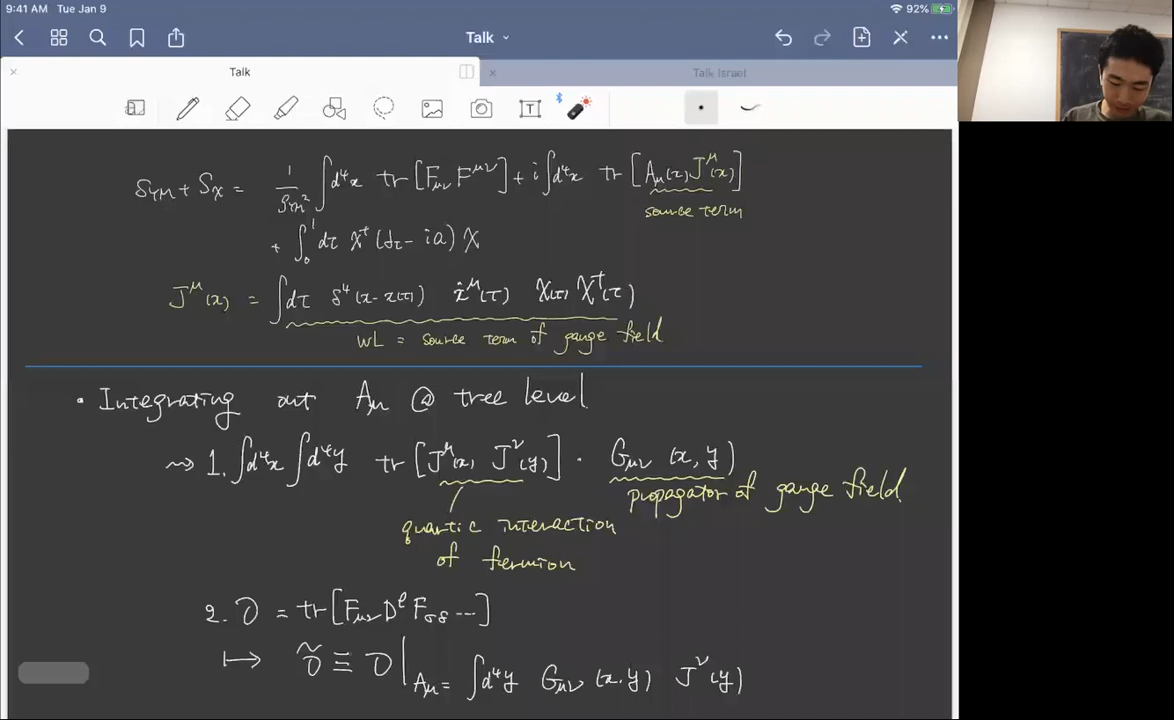 9:41 AM Tue Jan 9
92%
Talk
Talk
Talk Israel
S_YM + S_χ = 1/g_YM² ∫d⁴x tr[F_μν F^μν] + i∫d⁴x tr[A_μ(x) J^μ(x)]
source term
+ ∫₀¹ dτ χ†(∂τ - ia) χ
J^μ(x) = ∫dτ δ⁴(x - x(τ)) ẋ^μ(τ) χ(τ) χ†(τ)
WL = source term of gauge field
• Integrating out A_μ @ tree level
⇝ 1. ∫d⁴x ∫d⁴y tr[J^μ(x) J^ν(y)] · G_μν (x, y)
propagator of gauge field
quartic interaction
of fermion
2. O = tr[F_μν D^ρ F_σδ ---]
↦ Õ ≡ O|_{A_μ = ∫d⁴y G_μν (x,y) J^ν(y)}